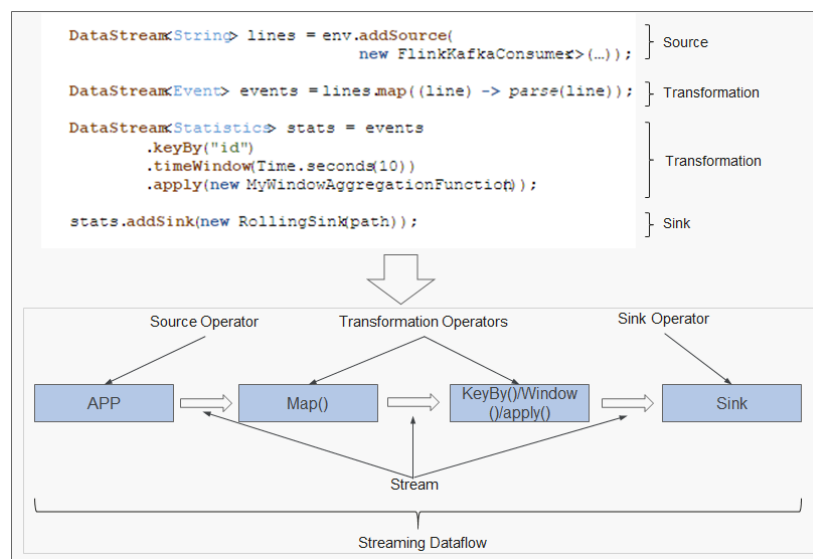 DataStream<String> lines = env.addSource(
new FlinkKafkaConsumer<>(…));
Source
DataStream<Event> events = lines.map((line) -> parse(line));
Transformation
DataStream<Statistics> stats = events
.keyBy("id")
.timeWindow(Time.seconds(10))
.apply(new MyWindowAggregationFunction());
Transformation
stats.addSink(new RollingSink(path));
Sink
Source Operator
Transformation Operators
Sink Operator
APP
Map()
KeyBy()/Window
()/apply()
Sink
Stream
Streaming Dataflow